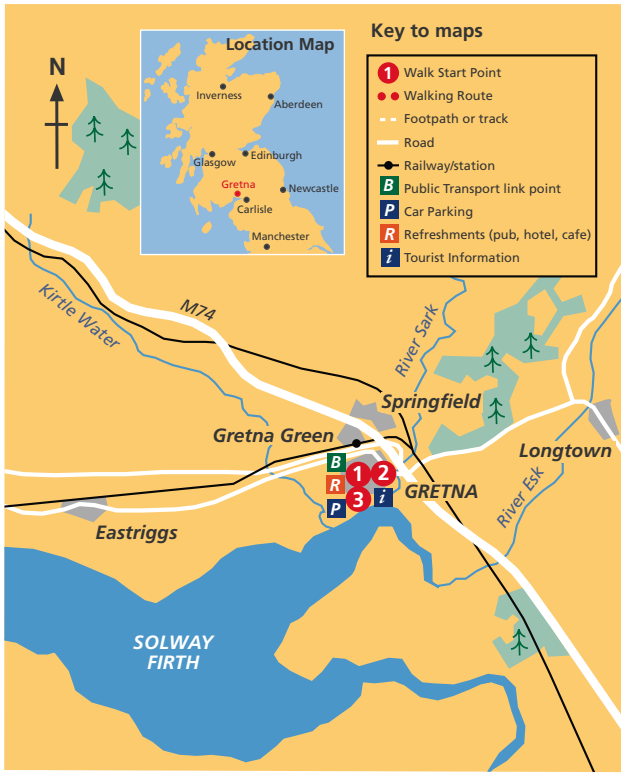 Key to maps
Location Map
N
Inverness
Aberdeen
Glasgow
Edinburgh
Gretna
Newcastle
Carlisle
Manchester
1 Walk Start Point
Walking Route
Footpath or track
Road
Railway/station
B Public Transport link point
P Car Parking
R Refreshments (pub, hotel, cafe)
i Tourist Information
Kirtle Water
M74
River Sark
Springfield
Gretna Green
Longtown
B
1
2
R
GRETNA
3
i
P
River Esk
Eastriggs
SOLWAY
FIRTH